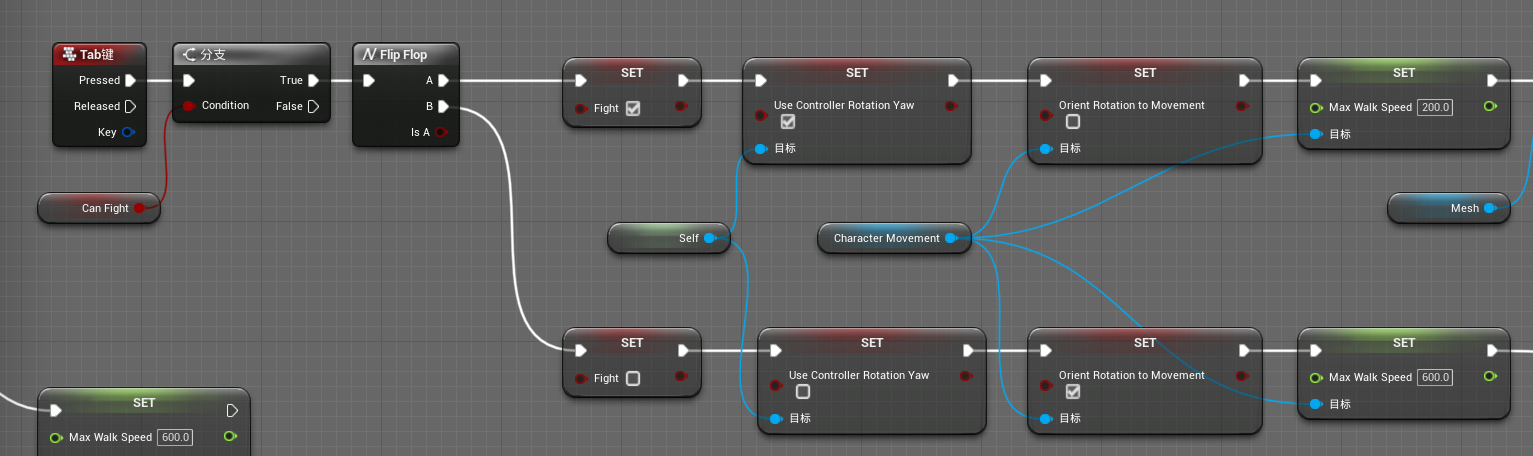 Tab键
Pressed
Released
Key
分支
True
Condition
False
Flip Flop
A
B
Is A
SET
Fight
SET
Use Controller Rotation Yaw
目标
SET
Orient Rotation to Movement
目标
SET
Max Walk Speed 200.0
目标
Can Fight
Self
Character Movement
Mesh
SET
Fight
SET
Use Controller Rotation Yaw
目标
SET
Orient Rotation to Movement
目标
SET
Max Walk Speed 600.0
目标
SET
Max Walk Speed 600.0